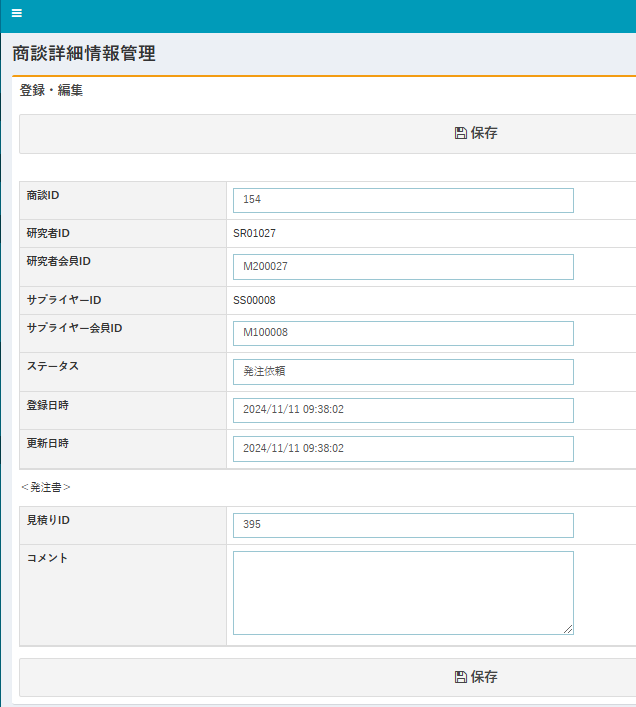 商談詳細情報管理
登録・編集
保存
商談ID 154
研究者ID SR01027
研究者会員ID M200027
サプライヤーID SS00008
サプライヤー会員ID M100008
ステータス 発注依頼
登録日時 2024/11/11 09:38:02
更新日時 2024/11/11 09:38:02
＜発注書＞
見積りID 395
コメント
保存